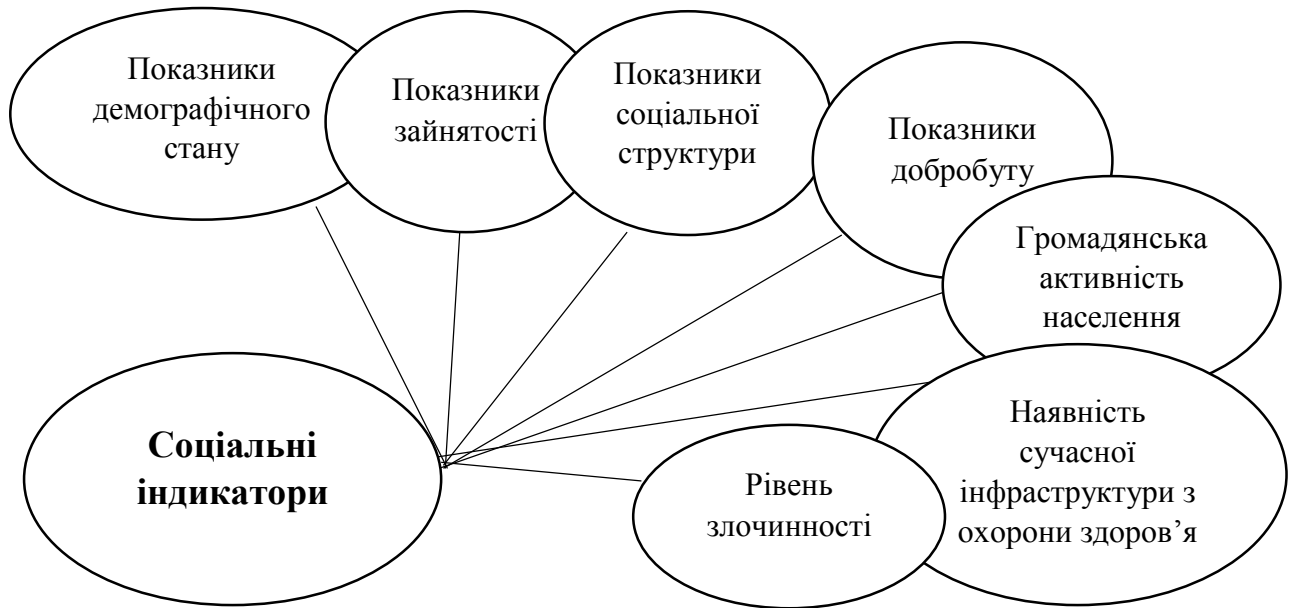 Показники
демографічного
стану
Показники
зайнятості
Показники
соціальної
структури
Показники
добробуту
Громадянська
активність
населення
Наявність
сучасної
інфраструктури з
охорони здоров’я
Рівень
злочинності
Соціальні
індикатори